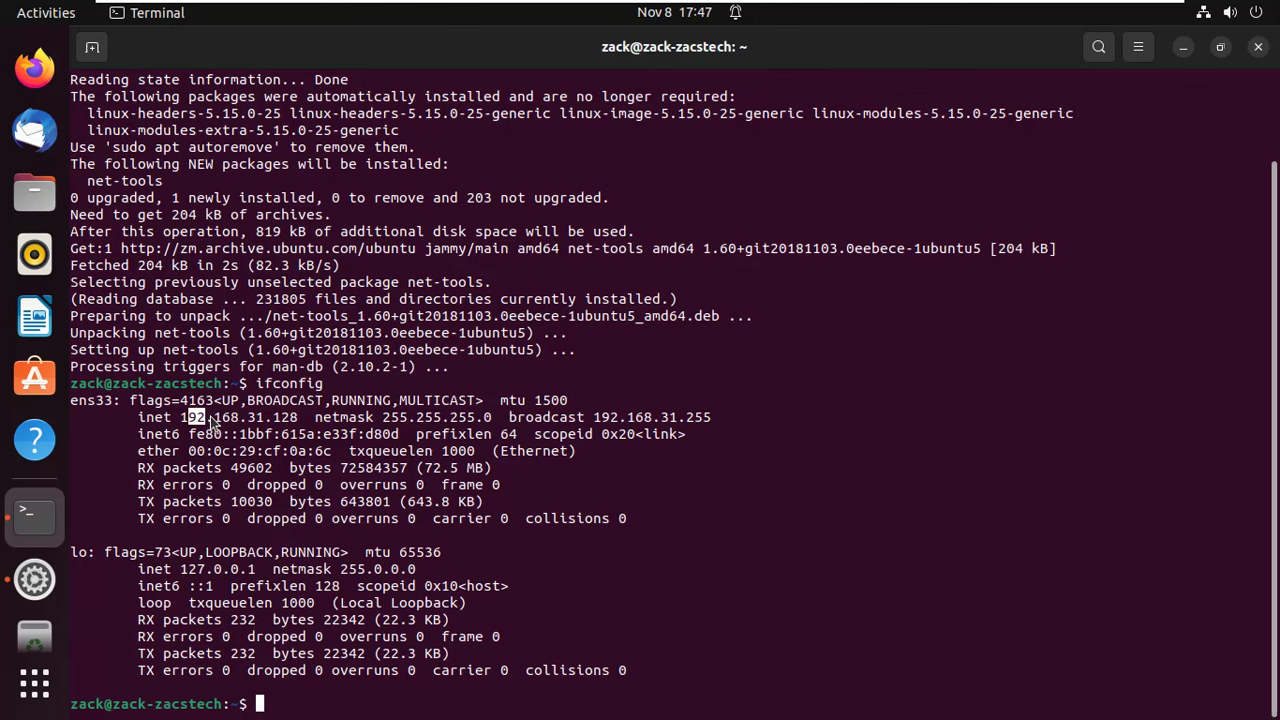 Activities
Terminal
Nov 8 17:47
zack@zack-zacstech: ~
Reading state information... Done
The following packages were automatically installed and are no longer required:
  linux-headers-5.15.0-25 linux-headers-5.15.0-25-generic linux-image-5.15.0-25-generic linux-modules-5.15.0-25-generic
  linux-modules-extra-5.15.0-25-generic
Use 'sudo apt autoremove' to remove them.
The following NEW packages will be installed:
  net-tools
0 upgraded, 1 newly installed, 0 to remove and 203 not upgraded.
Need to get 204 kB of archives.
After this operation, 819 kB of additional disk space will be used.
Get:1 http://zm.archive.ubuntu.com/ubuntu jammy/main amd64 net-tools amd64 1.60+git20181103.0eebece-1ubuntu5 [204 kB]
Fetched 204 kB in 2s (82.3 kB/s)
Selecting previously unselected package net-tools.
(Reading database ... 231805 files and directories currently installed.)
Preparing to unpack .../net-tools_1.60+git20181103.0eebece-1ubuntu5_amd64.deb ...
Unpacking net-tools (1.60+git20181103.0eebece-1ubuntu5) ...
Setting up net-tools (1.60+git20181103.0eebece-1ubuntu5) ...
Processing triggers for man-db (2.10.2-1) ...
zack@zack-zacstech:~$ ifconfig
ens33: flags=4163<UP,BROADCAST,RUNNING,MULTICAST>  mtu 1500
        inet 192.168.31.128  netmask 255.255.255.0  broadcast 192.168.31.255
        inet6 fe80::1bbf:615a:e33f:d80d  prefixlen 64  scopeid 0x20<link>
        ether 00:0c:29:cf:0a:6c  txqueuelen 1000  (Ethernet)
        RX packets 49602  bytes 72584357 (72.5 MB)
        RX errors 0  dropped 0  overruns 0  frame 0
        TX packets 10030  bytes 643801 (643.8 KB)
        TX errors 0  dropped 0 overruns 0  carrier 0  collisions 0
lo: flags=73<UP,LOOPBACK,RUNNING>  mtu 65536
        inet 127.0.0.1  netmask 255.0.0.0
        inet6 ::1  prefixlen 128  scopeid 0x10<host>
        loop  txqueuelen 1000  (Local Loopback)
        RX packets 232  bytes 22342 (22.3 KB)
        RX errors 0  dropped 0  overruns 0  frame 0
        TX packets 232  bytes 22342 (22.3 KB)
        TX errors 0  dropped 0 overruns 0  carrier 0  collisions 0
zack@zack-zacstech:~$